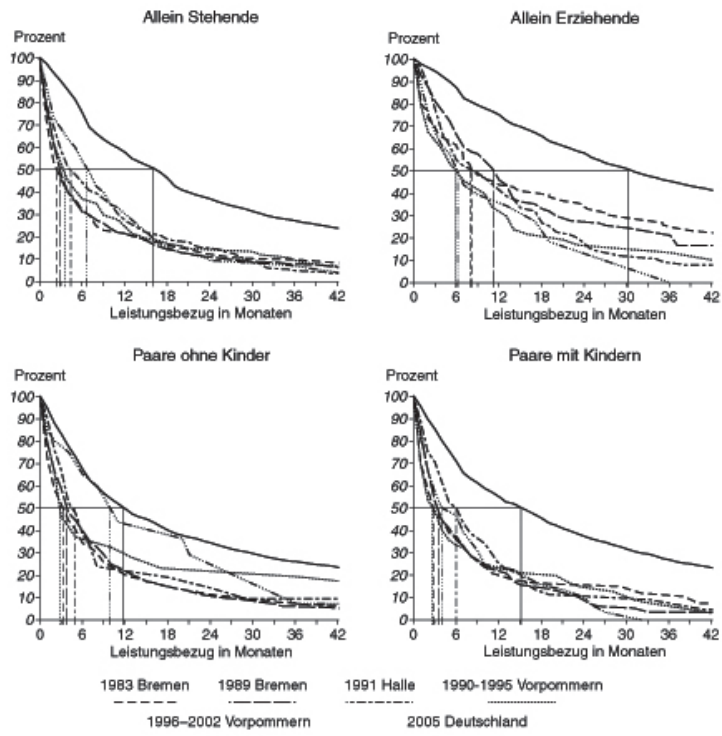 Allein Stehende
Prozent
100
90
80
70
60
50
40
30
20
10
0
0 6 12 18 24 30 36 42
Leistungsbezug in Monaten
Allein Erziehende
Prozent
100
90
80
70
60
50
40
30
20
10
0
0 6 12 18 24 30 36 42
Leistungsbezug in Monaten
Paare ohne Kinder
Prozent
100
90
80
70
60
50
40
30
20
10
0
0 6 12 18 24 30 36 42
Leistungsbezug in Monaten
Paare mit Kindern
Prozent
100
90
80
70
60
50
40
30
20
10
0
0 6 12 18 24 30 36 42
Leistungsbezug in Monaten
1983 Bremen 1989 Bremen 1991 Halle 1990-1995 Vorpommern
1996–2002 Vorpommern 2005 Deutschland